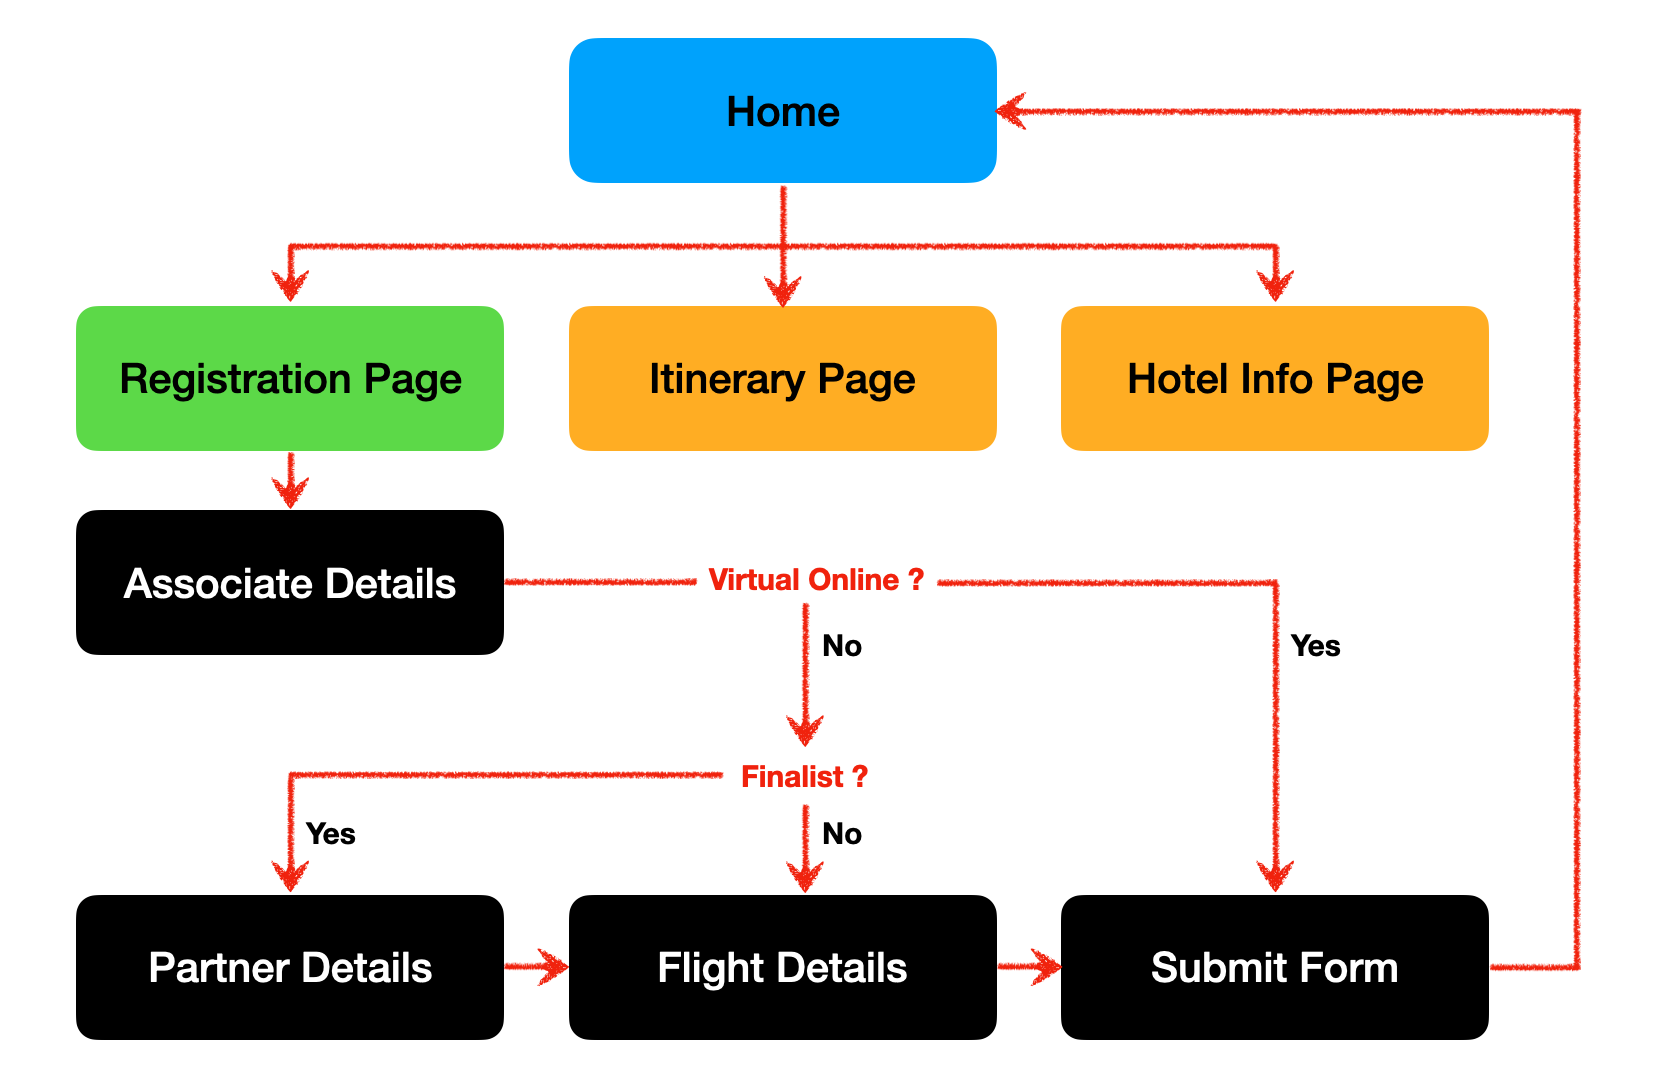 Home
Registration Page
Itinerary Page
Hotel Info Page
Associate Details
Virtual Online ?
No
Yes
Finalist ?
Yes
No
Partner Details
Flight Details
Submit Form